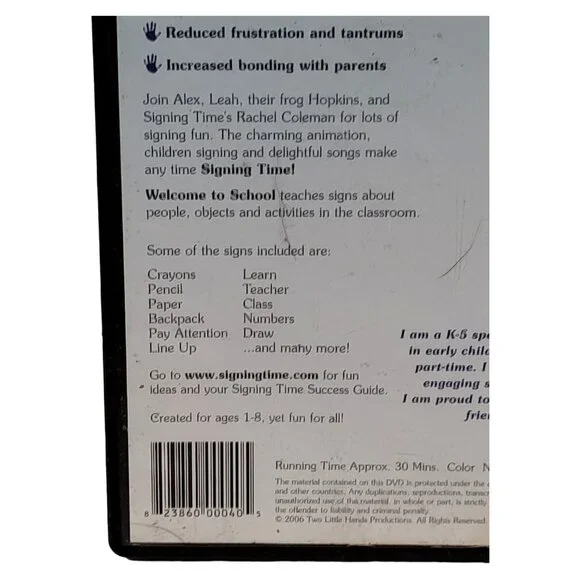 Reduced frustration and tantrums
Increased bonding with parents
Join Alex, Leah, their frog Hopkins, and
Signing Time's Rachel Coleman for lots of
signing fun. The charming animation,
children signing and delightful songs make
any time Signing Time!
Welcome to School teaches signs about
people, objects and activities in the classroom.
Some of the signs included are:
Crayons Learn
Pencil Teacher
Paper Class
Backpack Numbers
Pay Attention Draw
Line Up ...and many more!
Go to www.signingtime.com for fun
ideas and your Signing Time Success Guide.
Created for ages 1-8, yet fun for all!
I am a K-5 spe
in early chil
part-time. I
engaging s
I am proud to
frie
8 23860 00040 5
Running Time Approx. 30 Mins. Color N
The material contained on this DVD is protected under the
and other countries. Any duplications, reproductions, transcr
unauthorized use of this material, in whole or part, is strictly
the offender to liability and criminal penalty.
© 2006 Two Little Hands Productions. All Rights Reserved.